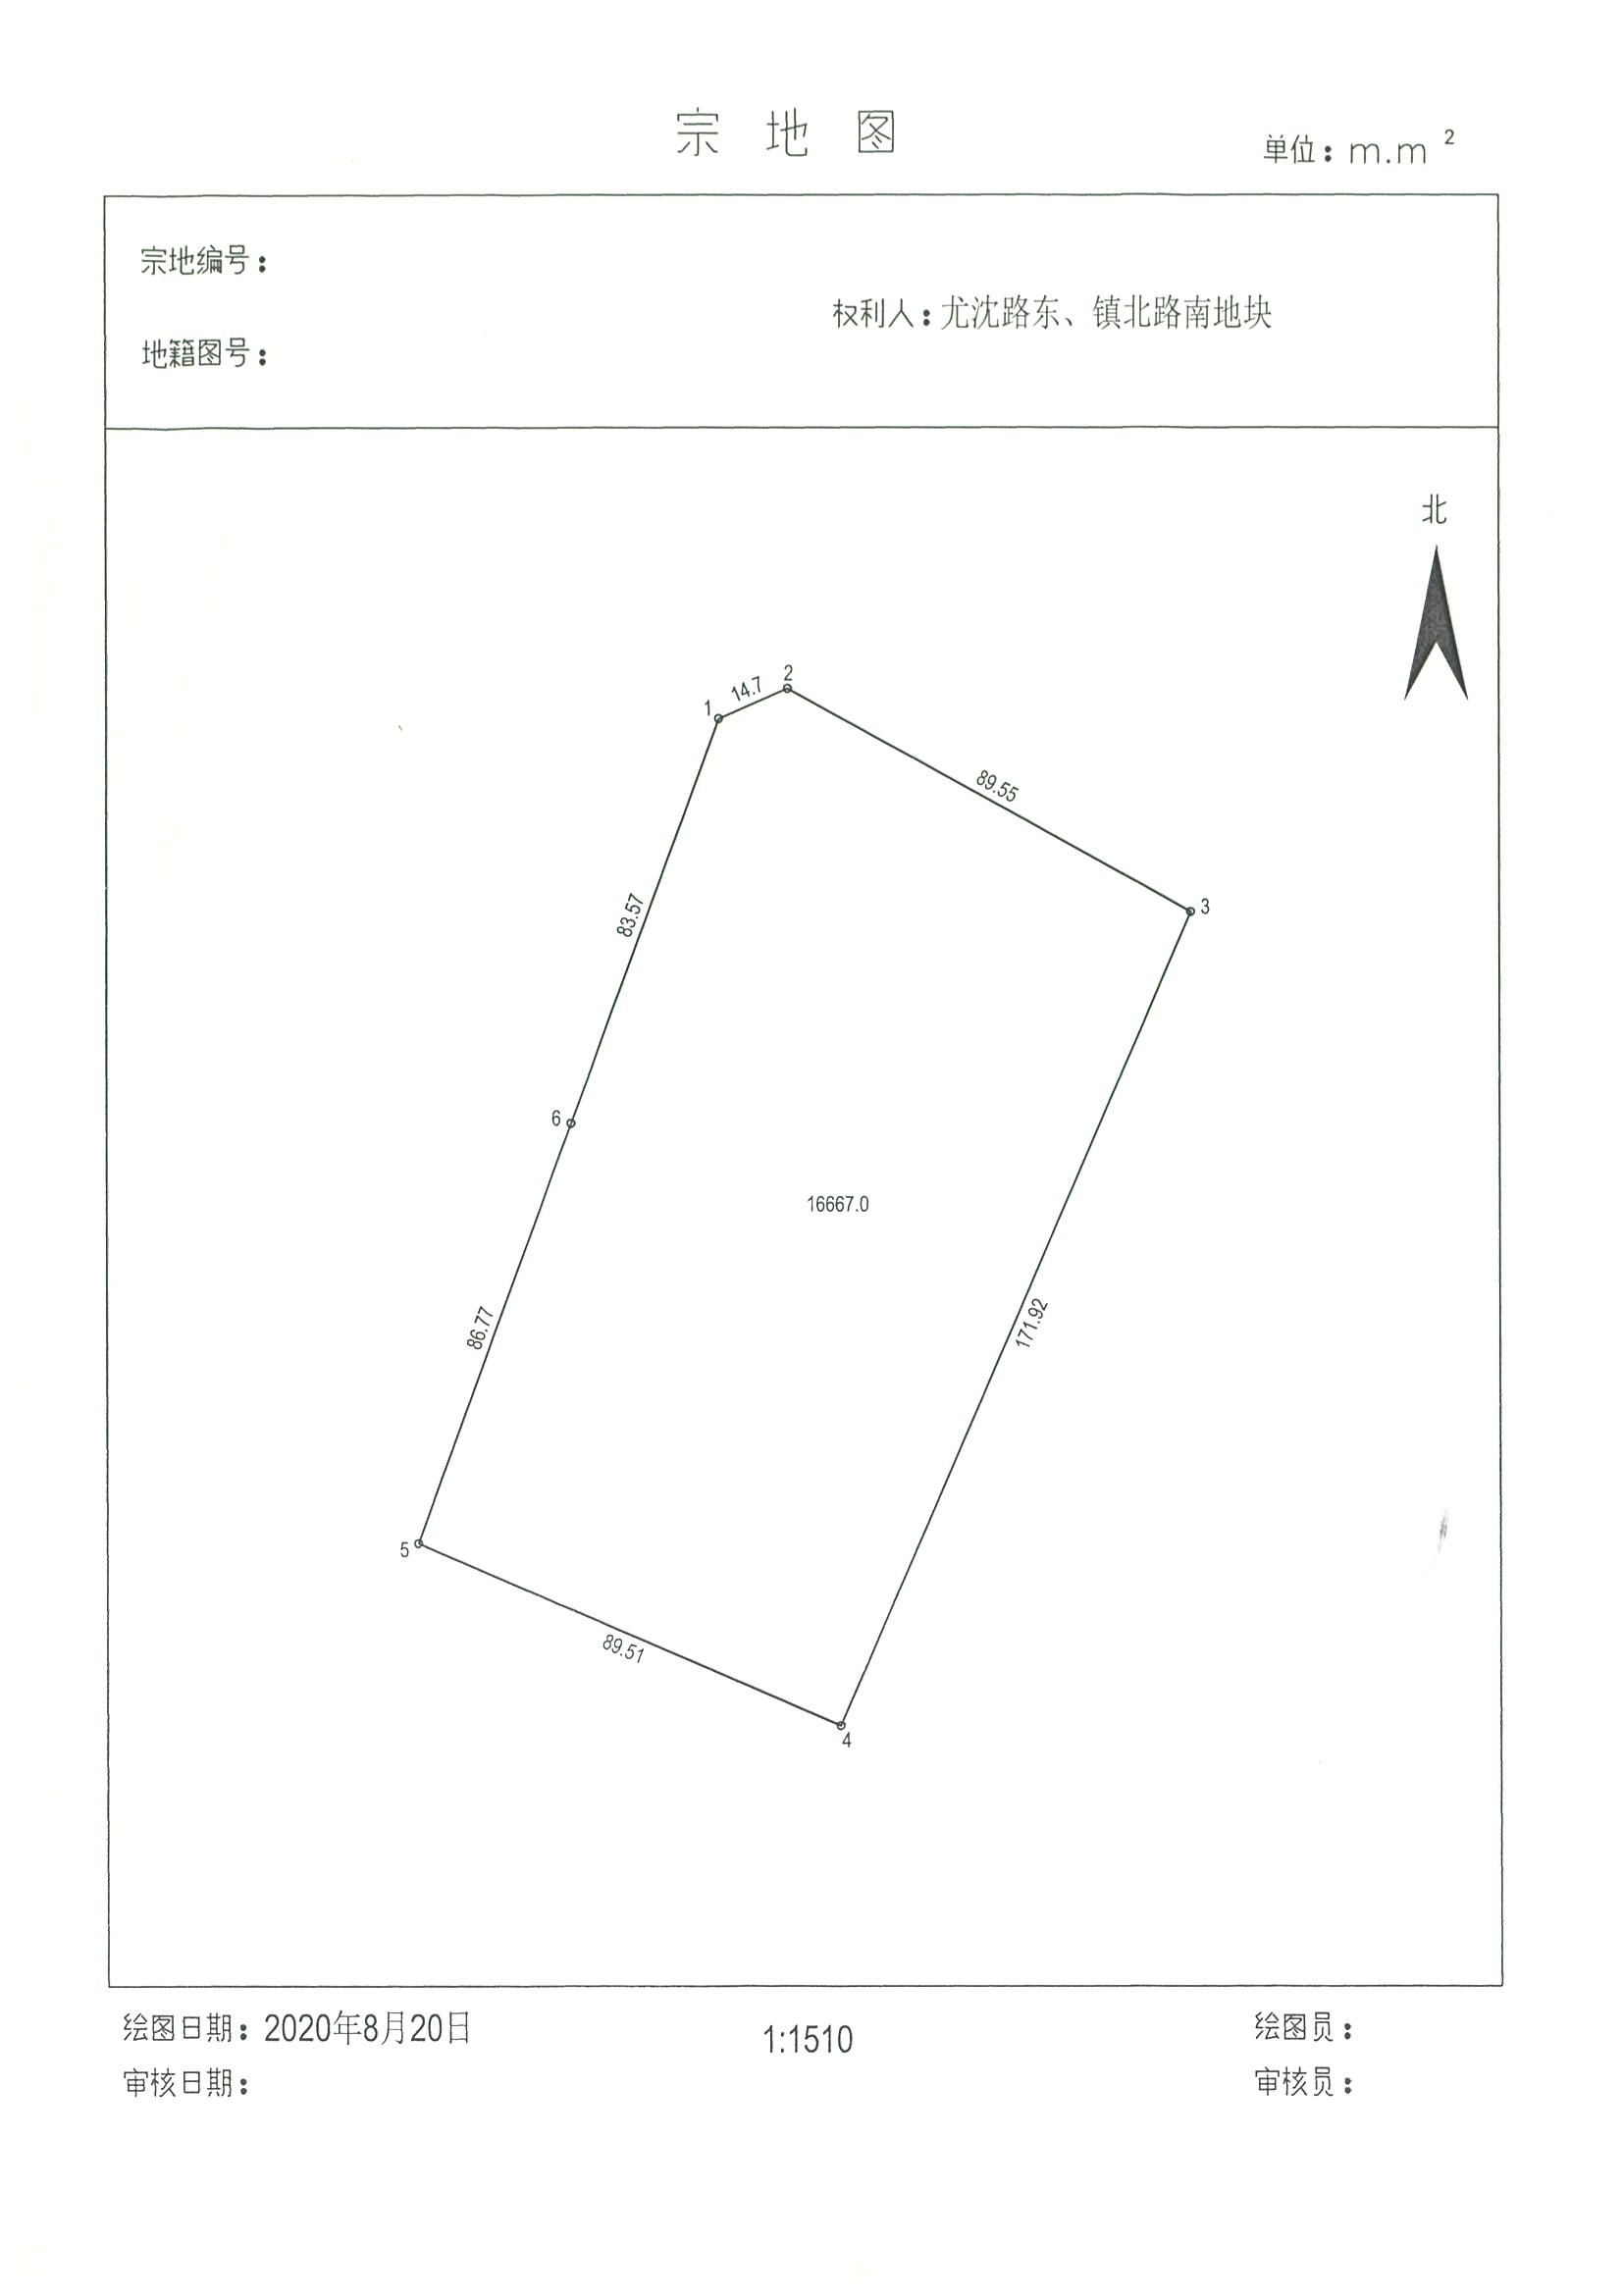 宗 地 图
单位：m.m²
宗地编号：
权利人：尤沈路东、镇北路南地块
地籍图号：
北
2
14.7
1
89.55
3
83.57
6
16667.0
86.77
171.92
5
89.51
4
绘图日期：2020年8月20日
1:1510
绘图员：
审核日期：
审核员：